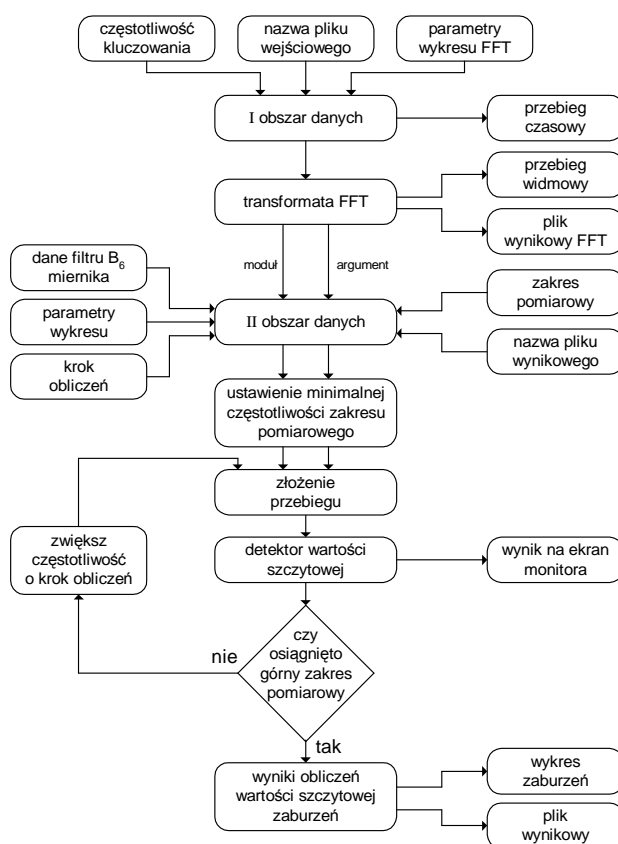 częstotliwość
kluczowania
nazwa pliku
wejściowego
parametry
wykresu FFT
I obszar danych
przebieg
czasowy
przebieg
widmowy
transformata FFT
plik
wynikowy FFT
dane filtru B6
miernika
moduł
argument
zakres
pomiarowy
parametry
wykresu
II obszar danych
nazwa pliku
wynikowego
krok
obliczeń
ustawienie minimalnej
częstotliwości zakresu
pomiarowego
złożenie
przebiegu
zwiększ
częstotliwość
o krok obliczeń
detektor wartości
szczytowej
wynik na ekran
monitora
czy
osiągnięto
górny zakres
pomiarowy
nie
tak
wyniki obliczeń
wartości szczytowej
zaburzeń
wykres
zaburzeń
plik
wynikowy